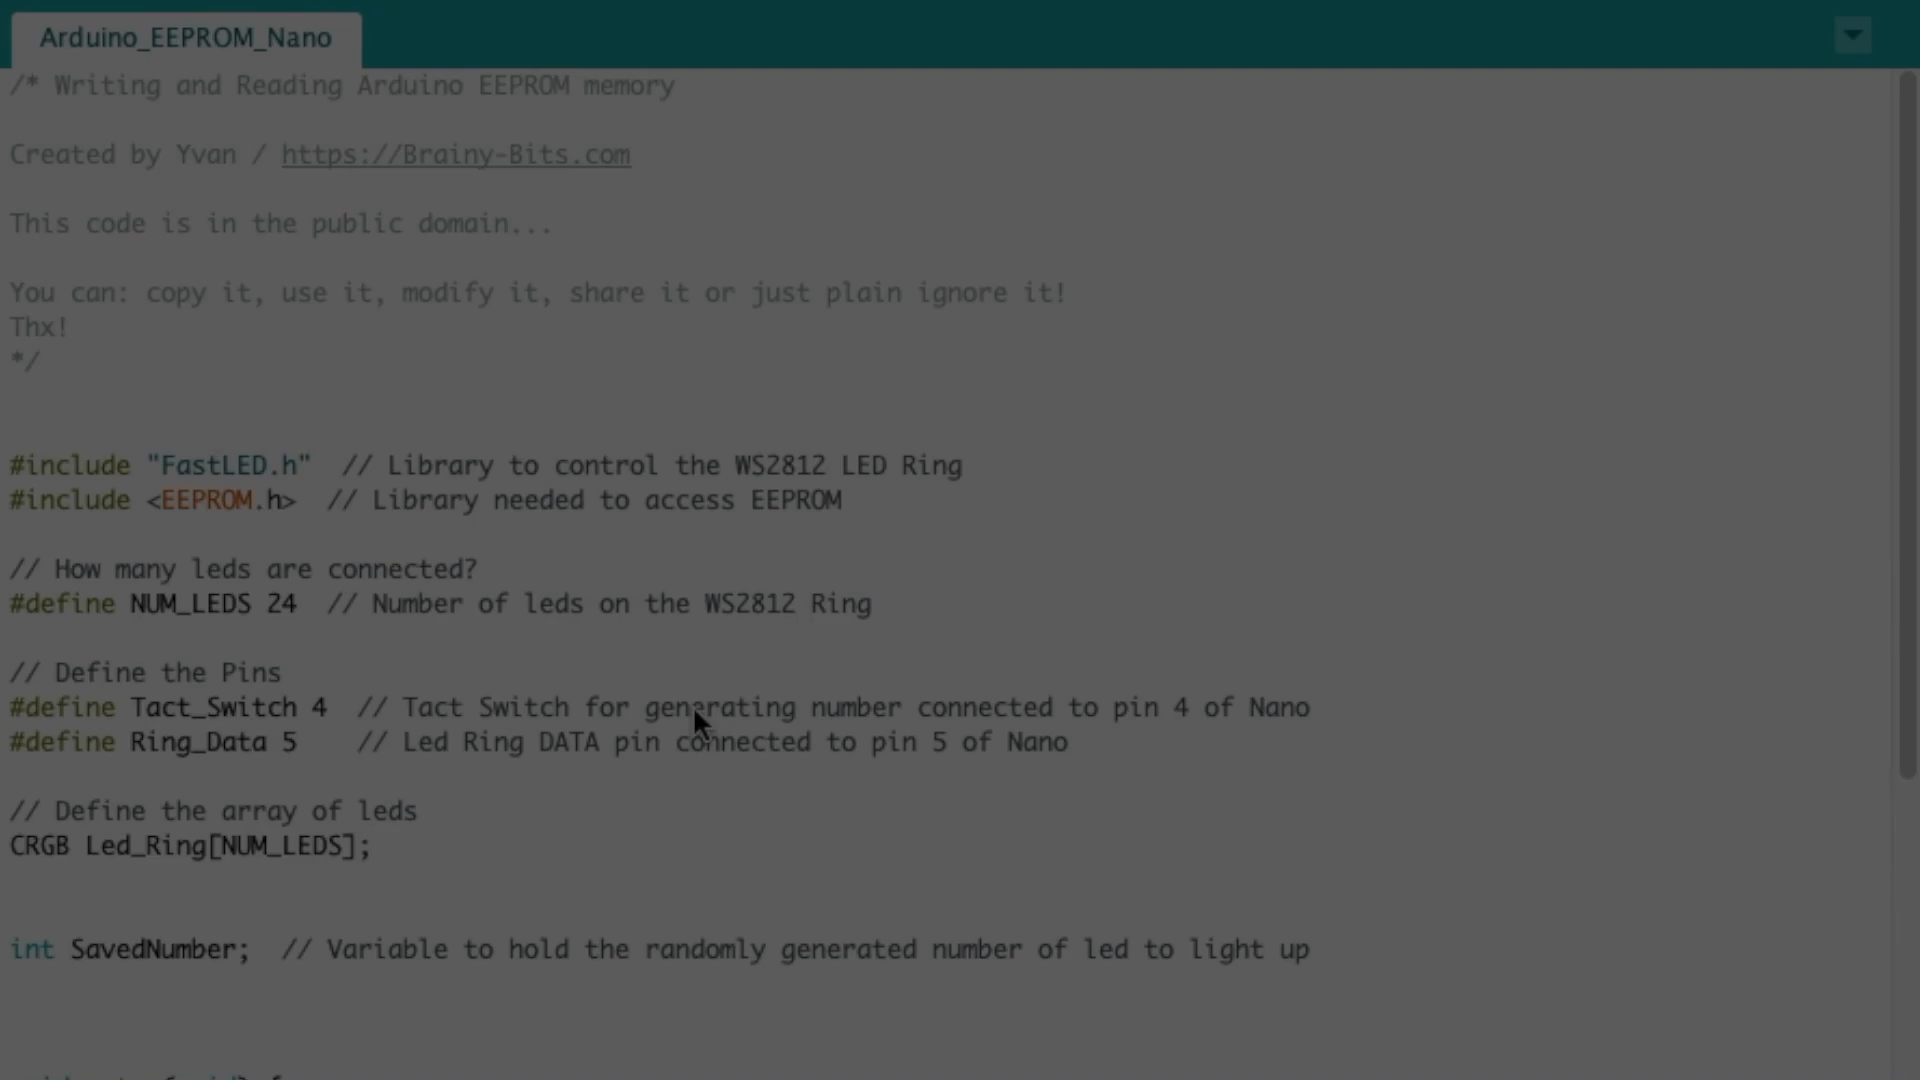 Arduino_EEPROM_Nano
/* Writing and Reading Arduino EEPROM memory
Created by Yvan / https://Brainy-Bits.com
This code is in the public domain...
You can: copy it, use it, modify it, share it or just plain ignore it!
Thx!
*/
#include "FastLED.h"  // Library to control the WS2812 LED Ring
#include <EEPROM.h>  // Library needed to access EEPROM
// How many leds are connected?
#define NUM_LEDS 24  // Number of leds on the WS2812 Ring
// Define the Pins
#define Tact_Switch 4  // Tact Switch for generating number connected to pin 4 of Nano
#define Ring_Data 5    // Led Ring DATA pin connected to pin 5 of Nano
// Define the array of leds
CRGB Led_Ring[NUM_LEDS];
int SavedNumber;  // Variable to hold the randomly generated number of led to light up